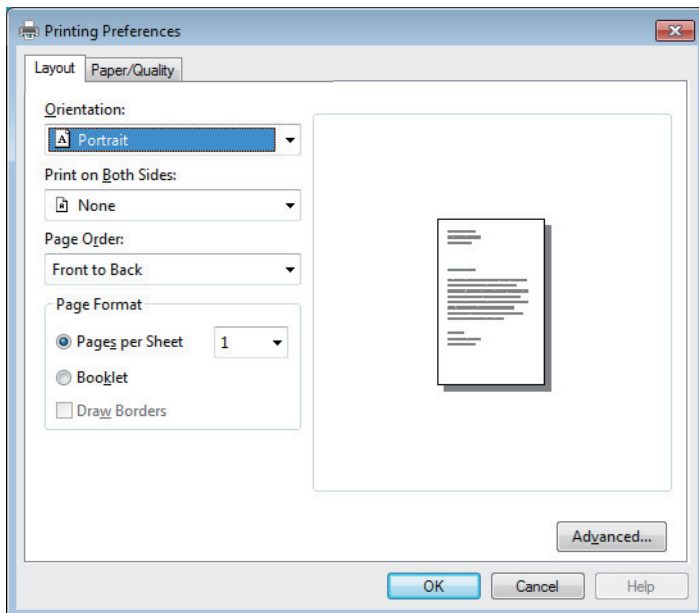 Printing Preferences
Layout
Paper/Quality
Orientation:
Portrait
Print on Both Sides:
None
Page Order:
Front to Back
Page Format
Pages per Sheet
1
Booklet
Draw Borders
Advanced...
OK
Cancel
Help